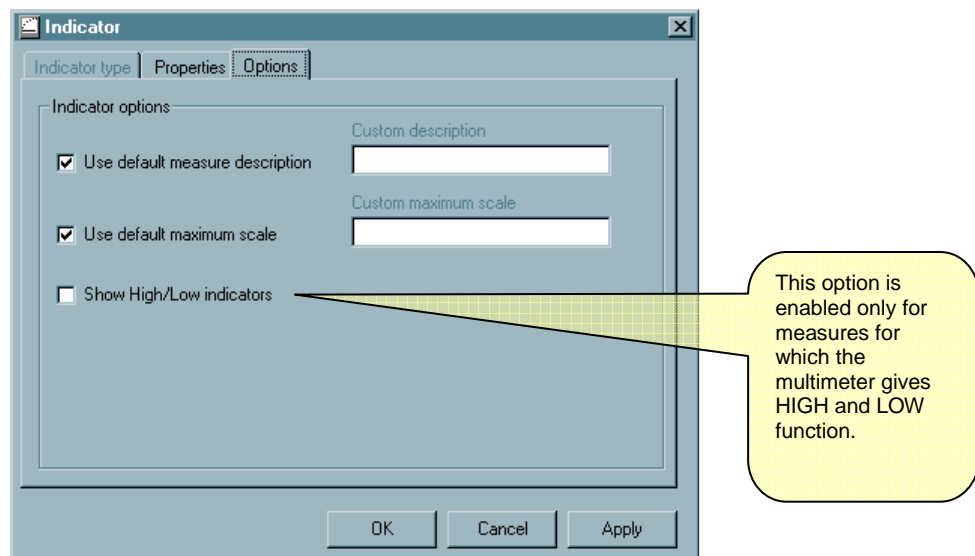 Indicator
Indicator type Properties Options
Indicator options
Custom description
Use default measure description
Custom maximum scale
Use default maximum scale
Show High/Low indicators
This option is
enabled only for
measures for
which the
multimeter gives
HIGH and LOW
function.
OK Cancel Apply